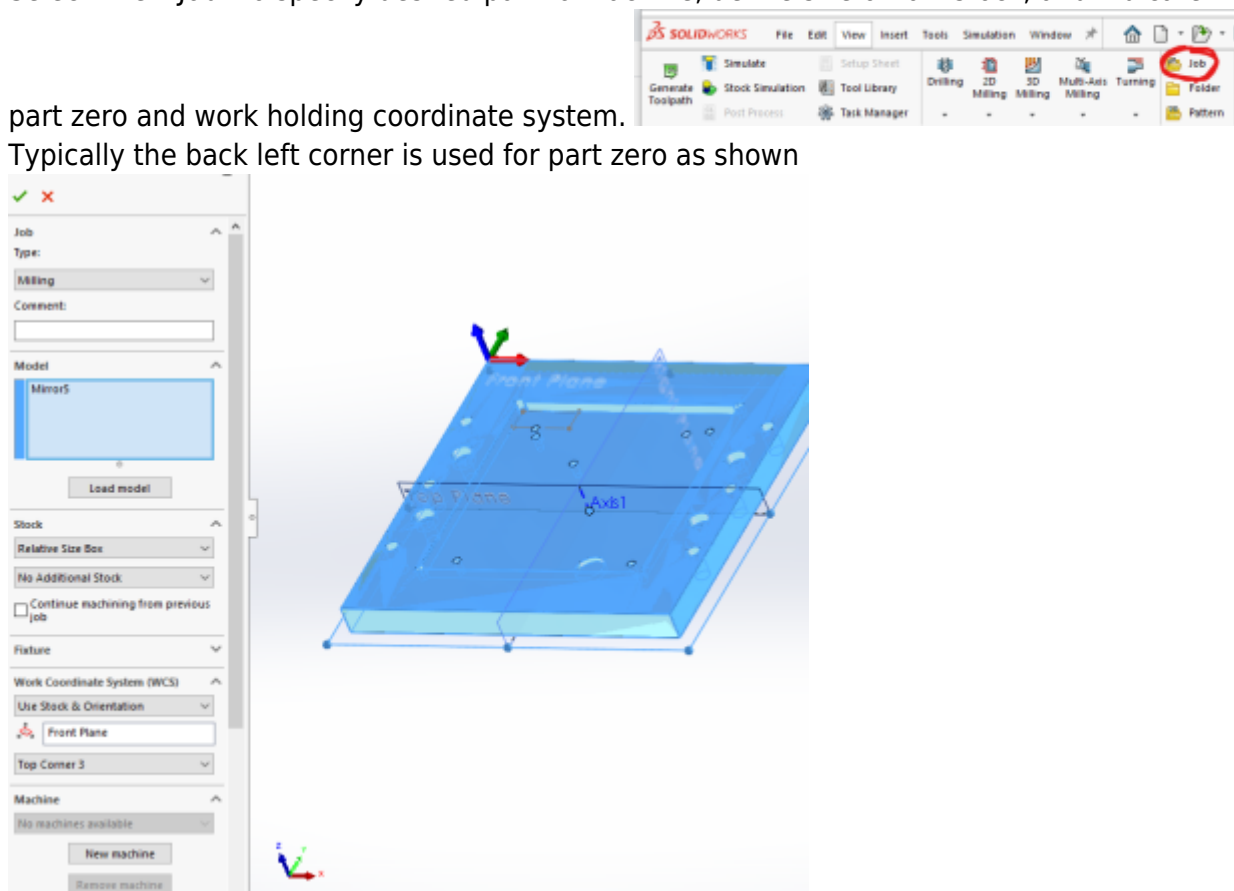 part zero and work holding coordinate system.
SOLIDWORKS File Edit View Insert Tools Simulation Window
Simulate Setup Sheet Job
Generate Toolpath Stock Simulation Tool Library Drilling 2D Milling 3D Milling Multi-Axis Milling Turning Folder
Post Process Task Manager Pattern
Typically the back left corner is used for part zero as shown
Job
Type:
Milling
Comment:
Model
Mirror5
Load model
Stock
Relative Size Box
No Additional Stock
Continue machining from previous
job
Fixture
Work Coordinate System (WCS)
Use Stock & Orientation
Front Plane
Top Corner 3
Machine
No machines available
New machine
Remove machine
Front Plane
Top Plane
Axis1
z
Y
x